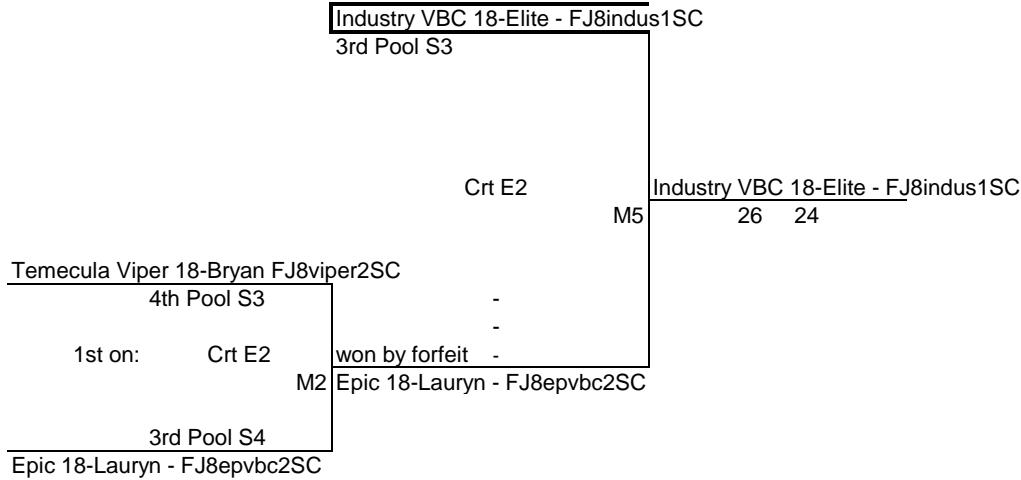 Industry VBC 18-Elite - FJ8indus1SC
3rd Pool S3
Crt E2
Industry VBC 18-Elite - FJ8indus1SC
M5
26 24
Temecula Viper 18-Bryan FJ8viper2SC
4th Pool S3
-
-
1st on: Crt E2
won by forfeit -
M2
Epic 18-Lauryn - FJ8epvbc2SC
3rd Pool S4
Epic 18-Lauryn - FJ8epvbc2SC